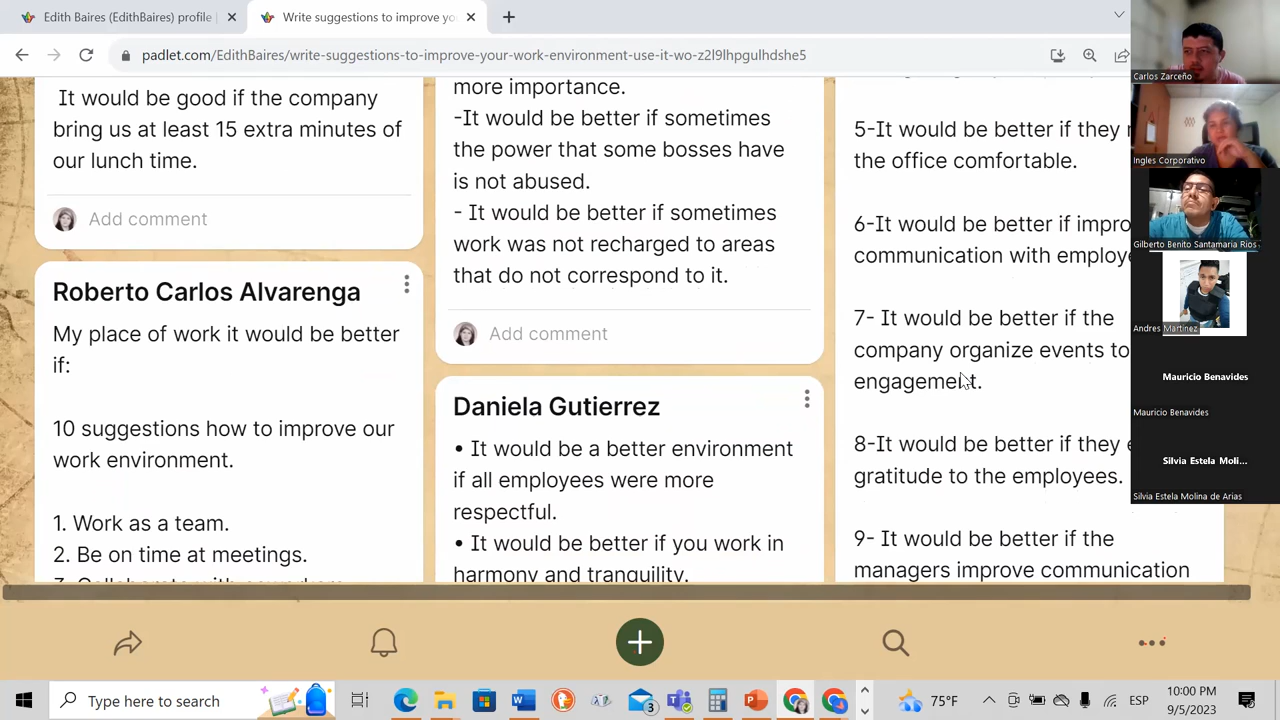 Edith Baires (EdithBaires) profile
Write suggestions to improve yo
padlet.com/EdithBaires/write-suggestions-to-improve-your-work-environment-use-it-wo-z2l9lhpgulhdshe5
It would be good if the company
bring us at least 15 extra minutes of
our lunch time.
Add comment
Roberto Carlos Alvarenga
My place of work it would be better
if:
10 suggestions how to improve our
work environment.
1. Work as a team.
2. Be on time at meetings.
more importance.
-It would be better if sometimes
the power that some bosses have
is not abused.
- It would be better if sometimes
work was not recharged to areas
that do not correspond to it.
Add comment
Daniela Gutierrez
• It would be a better environment
if all employees were more
respectful.
• It would be better if you work in
harmony and tranquility.
5-It would be better if they
the office comfortable.
6-It would be better if impro
communication with employe
7- It would be better if the
company organize events to
engagement.
8-It would be better if they
gratitude to the employees.
9- It would be better if the
managers improve communication
Carlos Zarceño
Ingles Corporativo
Gilberto Benito Santamaria Rios
Andres Martinez
Mauricio Benavides
Mauricio Benavides
Silvia Estela Moli...
Silvia Estela Molina de Arias
Type here to search
3
75°F
ESP
10:00 PM
9/5/2023